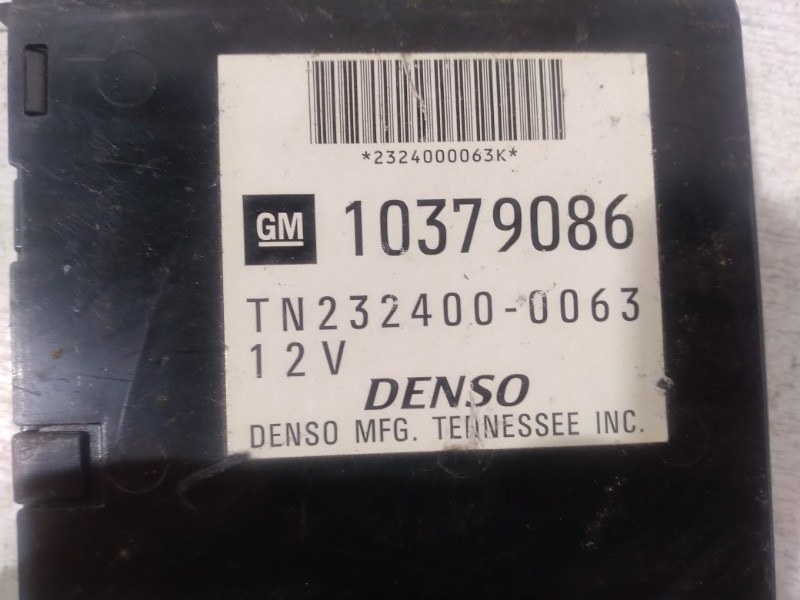 *2324000063K*
GM 10379086
TN232400-0063
12V
DENSO
DENSO MFG. TENNESSEE INC.